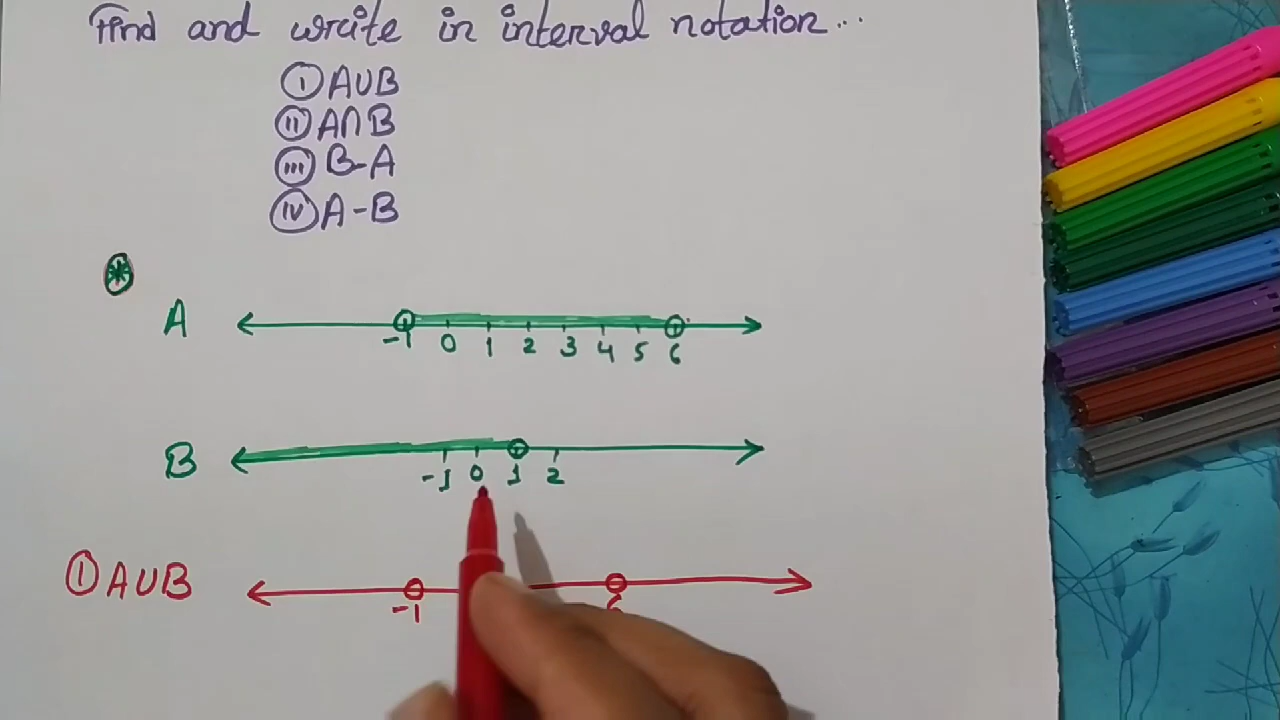 Find and write in interval notation...
(i) A∪B
(ii) A∩B
(iii) B-A
(iv) A-B
A
-1 0 1 2 3 4 5 6
B
-1 0 1 2
(i) A∪B
-1